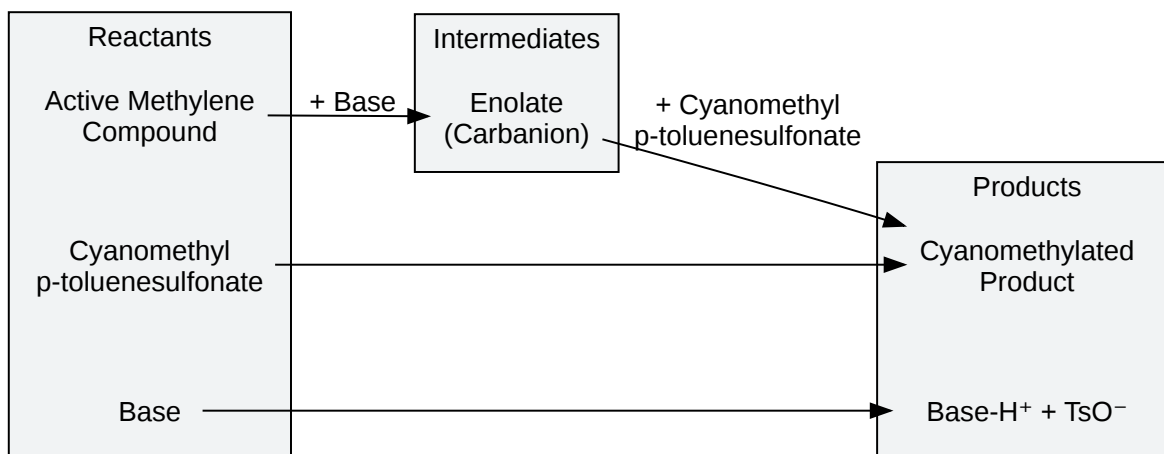 Reactants
Active Methylene
Compound
Cyanomethyl
p-toluenesulfonate
Base
+ Base
Intermediates
Enolate
(Carbanion)
+ Cyanomethyl
p-toluenesulfonate
Products
Cyanomethylated
Product
Base-H⁺ + TsO⁻